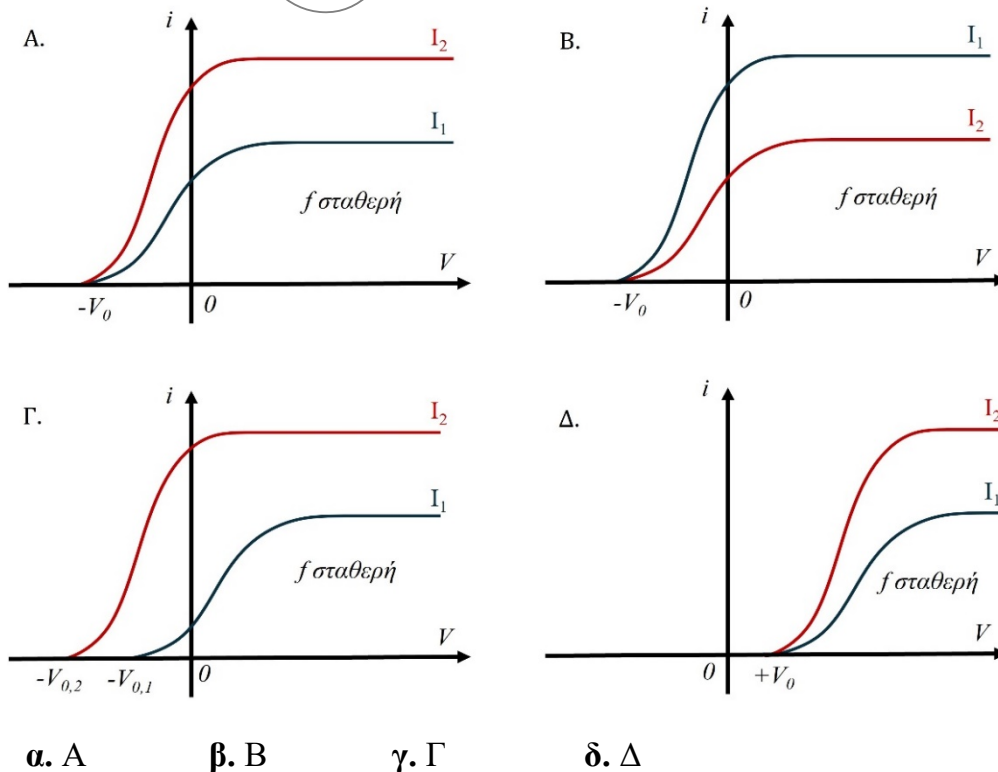 Α.
i
I₂
I₁
f σταθερή
V
-V₀
0
Β.
i
I₁
I₂
f σταθερή
V
-V₀
0
Γ.
i
I₂
I₁
f σταθερή
V
-V₀,₂
-V₀,₁
0
Δ.
i
I₂
I₁
f σταθερή
V
0
+V₀
α. Α β. Β γ. Γ δ. Δ